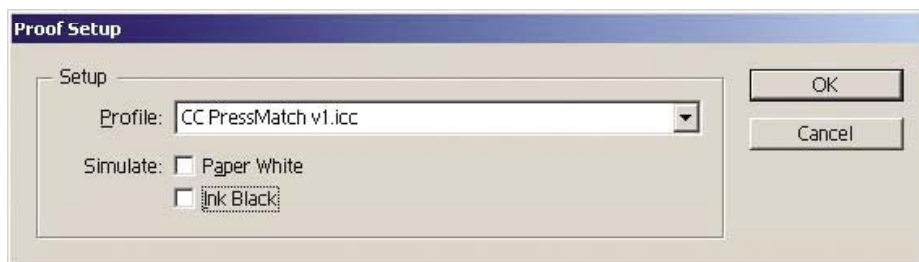 Proof Setup
Setup
Profile: CC PressMatch v1.icc
Simulate: Paper White
Ink Black
OK
Cancel